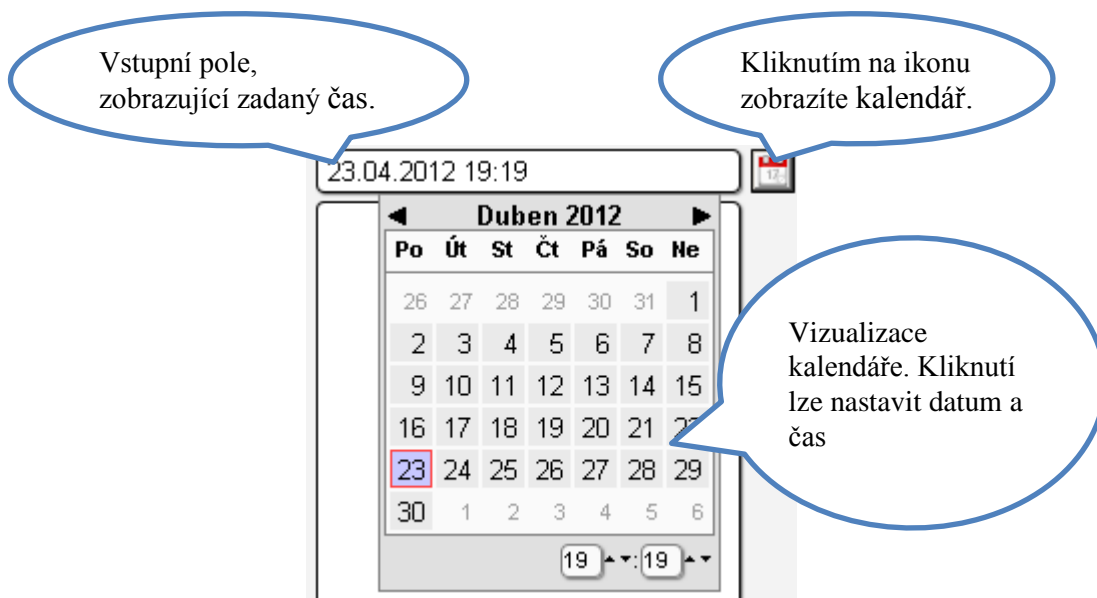 Vstupní pole,
zobrazující zadaný čas.
Kliknutím na ikonu
zobrazíte kalendář.
23.04.2012 19:19
Duben 2012
Po Út St Čt Pá So Ne
26 27 28 29 30 31 1
2 3 4 5 6 7 8
9 10 11 12 13 14 15
16 17 18 19 20 21
23 24 25 26 27 28 29
30 1 2 3 4 5 6
19 : 19
Vizualizace
kalendáře. Kliknutí
lze nastavit datum a
čas